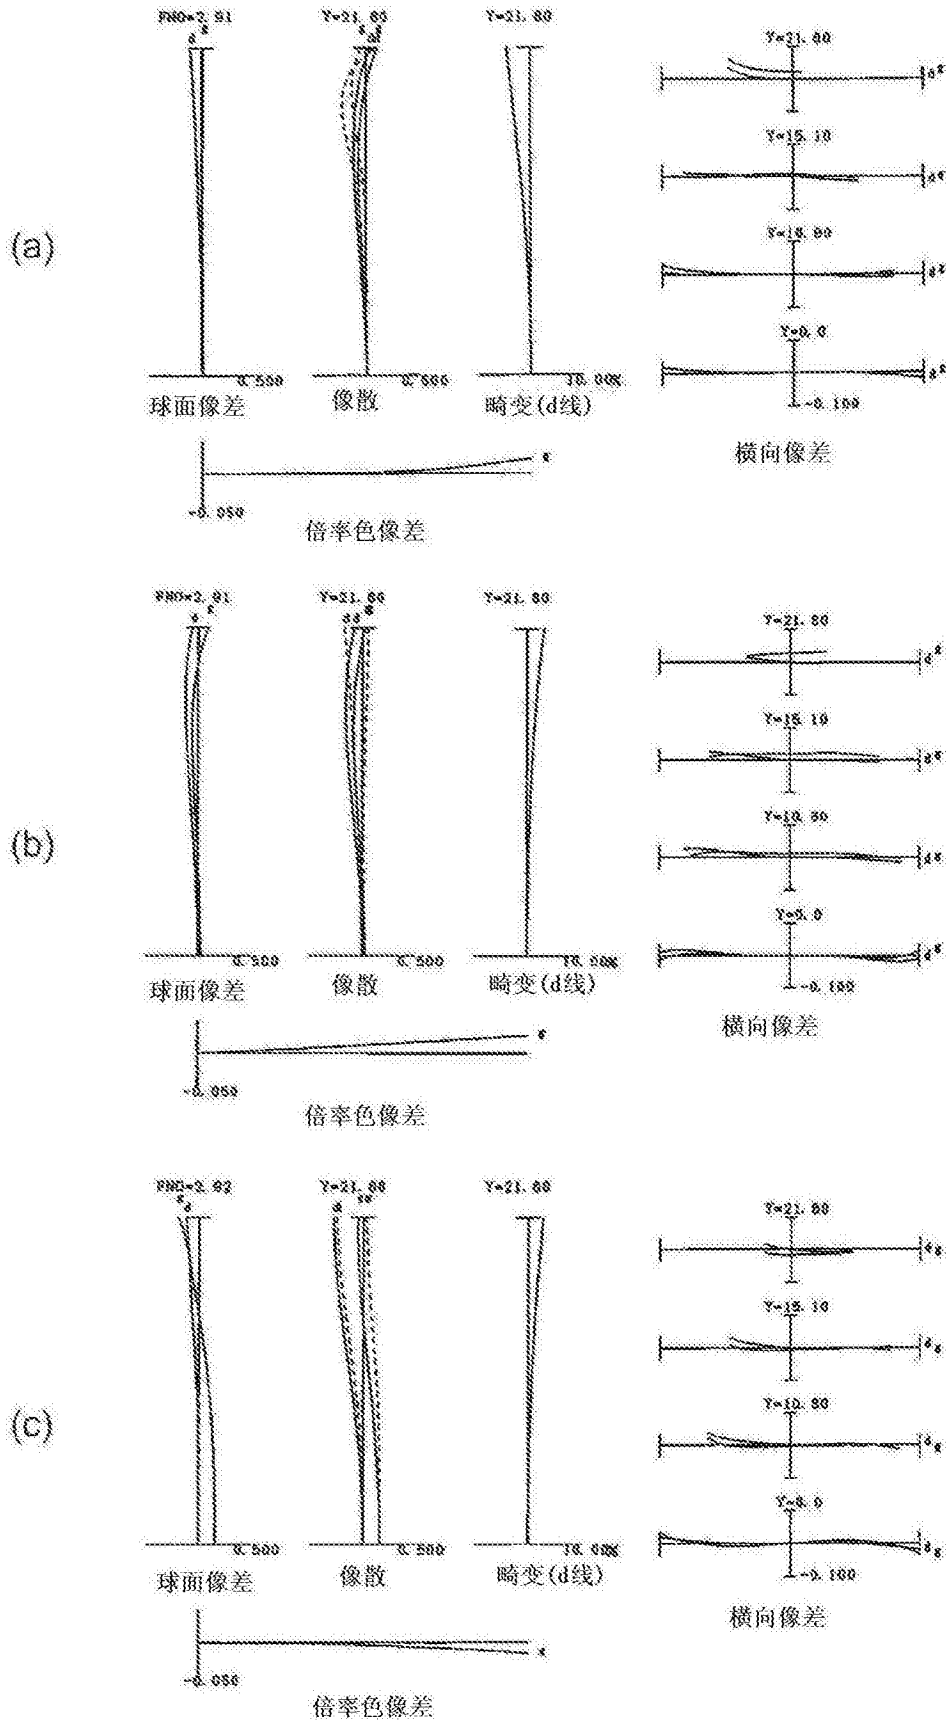 (a)
FNO=2.91
Y=21.60
Y=21.60
0.500
0.500
10.00%
球面像差
像散
畸变(d线)
g
-0.050
倍率色像差
Y=21.60
Y=15.10
Y=10.80
Y=0.0
-0.100
横向像差
(b)
FNO=2.91
Y=21.60
Y=21.60
0.500
0.500
10.00%
球面像差
像散
畸变(d线)
g
-0.050
倍率色像差
Y=21.60
Y=15.10
Y=10.80
Y=0.0
-0.100
横向像差
(c)
FNO=2.92
Y=21.60
Y=21.60
0.500
0.500
10.00%
球面像差
像散
畸变(d线)
g
-0.050
倍率色像差
Y=21.60
Y=15.10
Y=10.80
Y=0.0
-0.100
横向像差